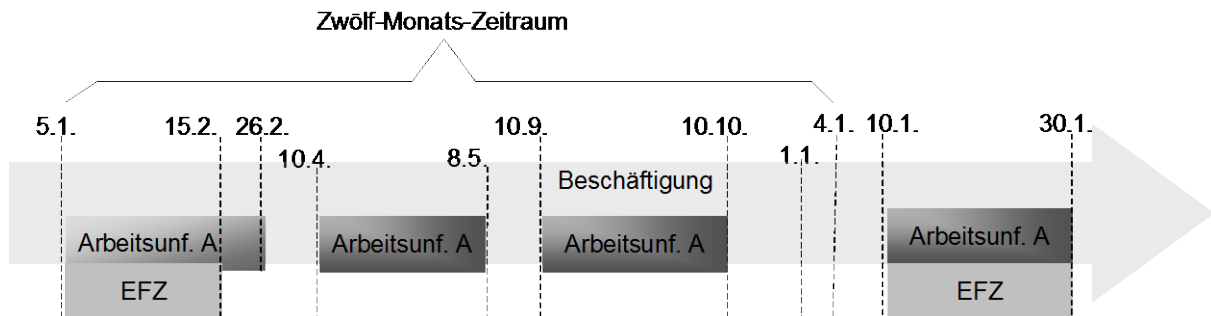 Zwölf-Monats-Zeitraum
5.1. 15.2. 26.2. 10.9. 10.10. 4.1. 10.1. 30.1.
10.4. 8.5. 1.1.
Beschäftigung
Arbeitsunf. A Arbeitsunf. A Arbeitsunf. A Arbeitsunf. A
EFZ EFZ